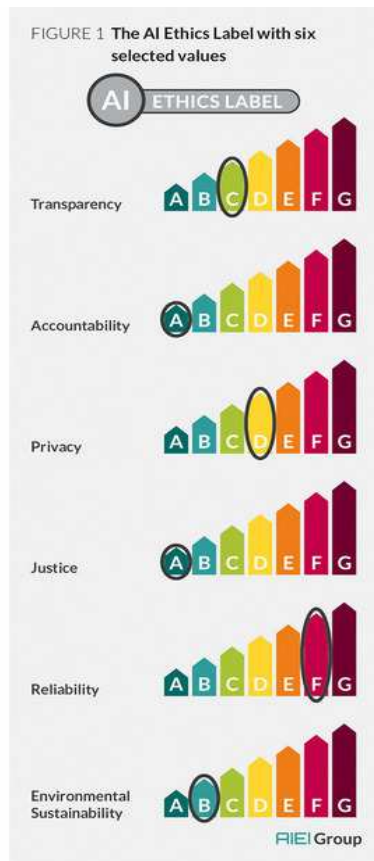 FIGURE 1 The AI Ethics Label with six
selected values
AI ETHICS LABEL
Transparency A B C D E F G
Accountability A B C D E F G
Privacy A B C D E F G
Justice A B C D E F G
Reliability A B C D E F G
Environmental
Sustainability A B C D E F G
AIEI Group